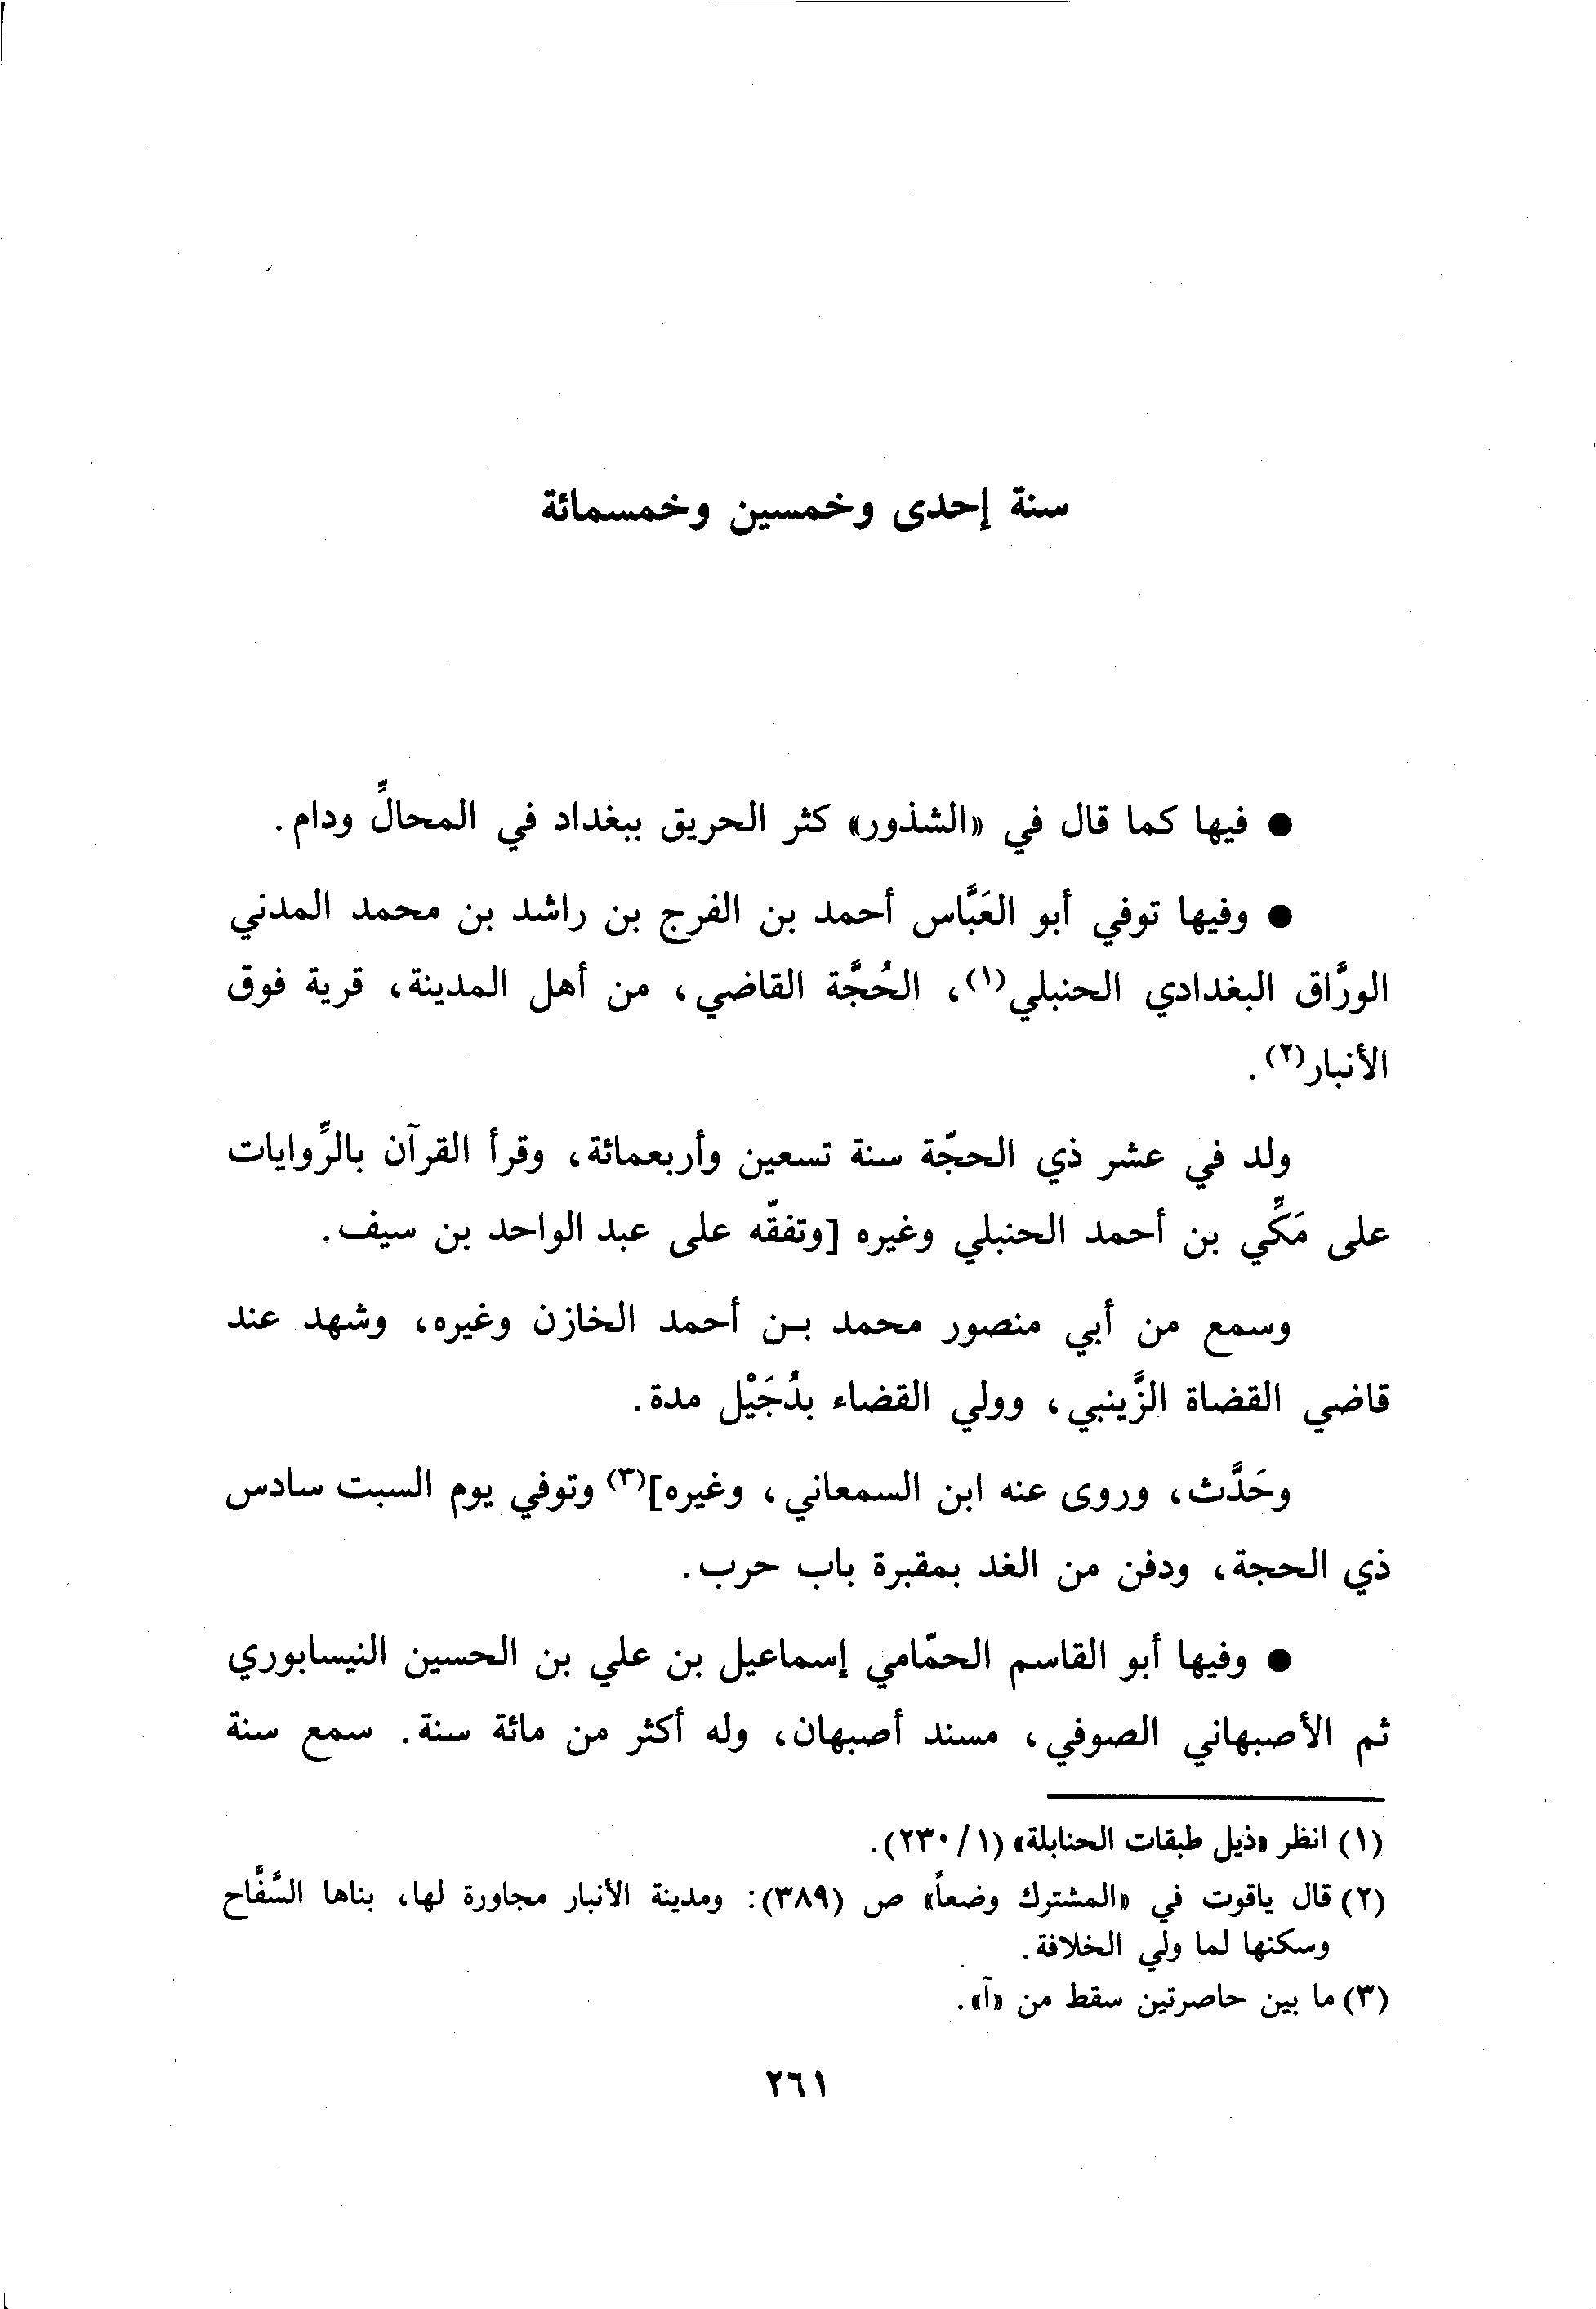 سنة إحدى وخمسين وخمسمائة
● فيها كما قال في «الشذور» كثر الحريق ببغداد في المحالِّ ودام.
● وفيها توفي أبو العَبَّاس أحمد بن الفرج بن راشد بن محمد المدني
الورَّاق البغدادي الحنبلي(١)، الحُجَّة القاضي، من أهل المدينة، قرية فوق
الأنبار(٢).
ولد في عشر ذي الحجّة سنة تسعين وأربعمائة، وقرأ القرآن بالرِّوايات
على مَكِّي بن أحمد الحنبلي وغيره [وتفقّه على عبد الواحد بن سيف.
وسمع من أبي منصور محمد بن أحمد الخازن وغيره، وشهد عند
قاضي القضاة الزَّينبي، وولي القضاء بدُجَيْل مدة.
وحَدَّث، وروى عنه ابن السمعاني، وغيره](٣) وتوفي يوم السبت سادس
ذي الحجة، ودفن من الغد بمقبرة باب حرب.
● وفيها أبو القاسم الحمّامي إسماعيل بن علي بن الحسين النيسابوري
ثم الأصبهاني الصوفي، مسند أصبهان، وله أكثر من مائة سنة. سمع سنة
(١) انظر «ذيل طبقات الحنابلة» (١/ ٢٣٠).
(٢) قال ياقوت في «المشترك وضعاً» ص (٣٨٩): ومدينة الأنبار مجاورة لها، بناها السَّفَّاح
وسكنها لما ولي الخلافة.
(٣) ما بين حاصرتين سقط من «آ».
٢٦١